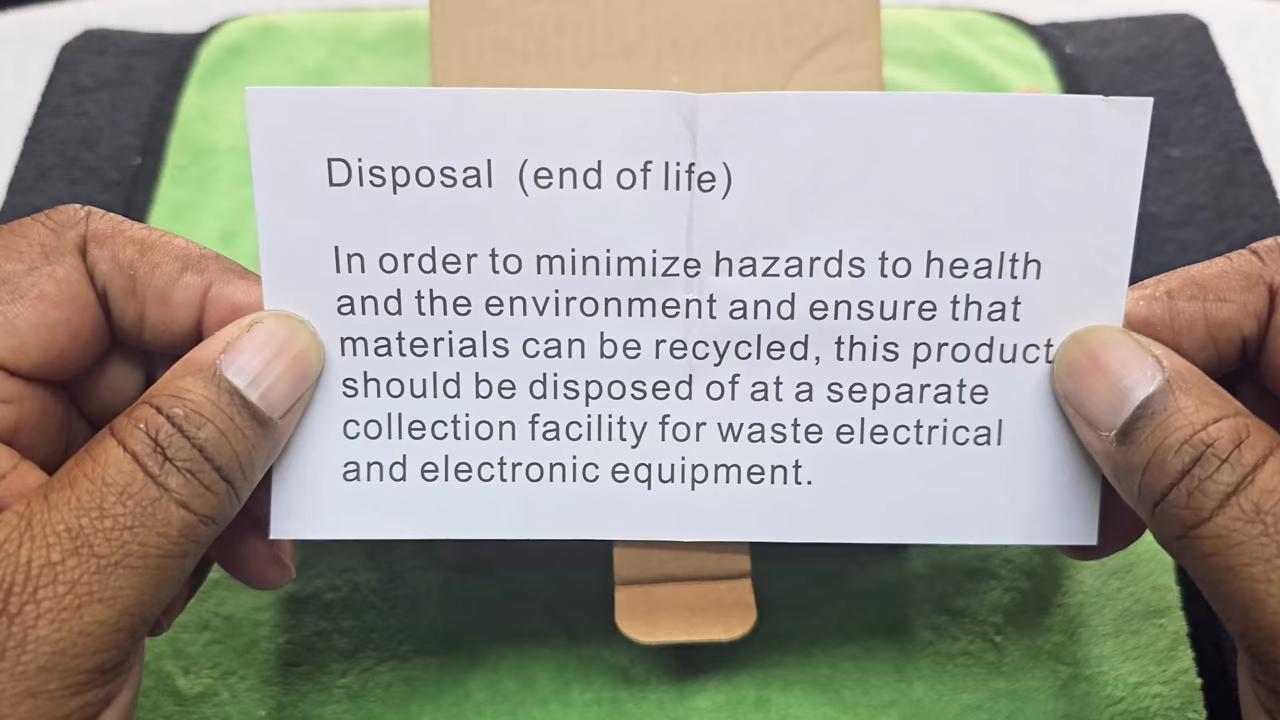 Disposal (end of life)
In order to minimize hazards to health
and the environment and ensure that
materials can be recycled, this product
should be disposed of at a separate
collection facility for waste electrical
and electronic equipment.